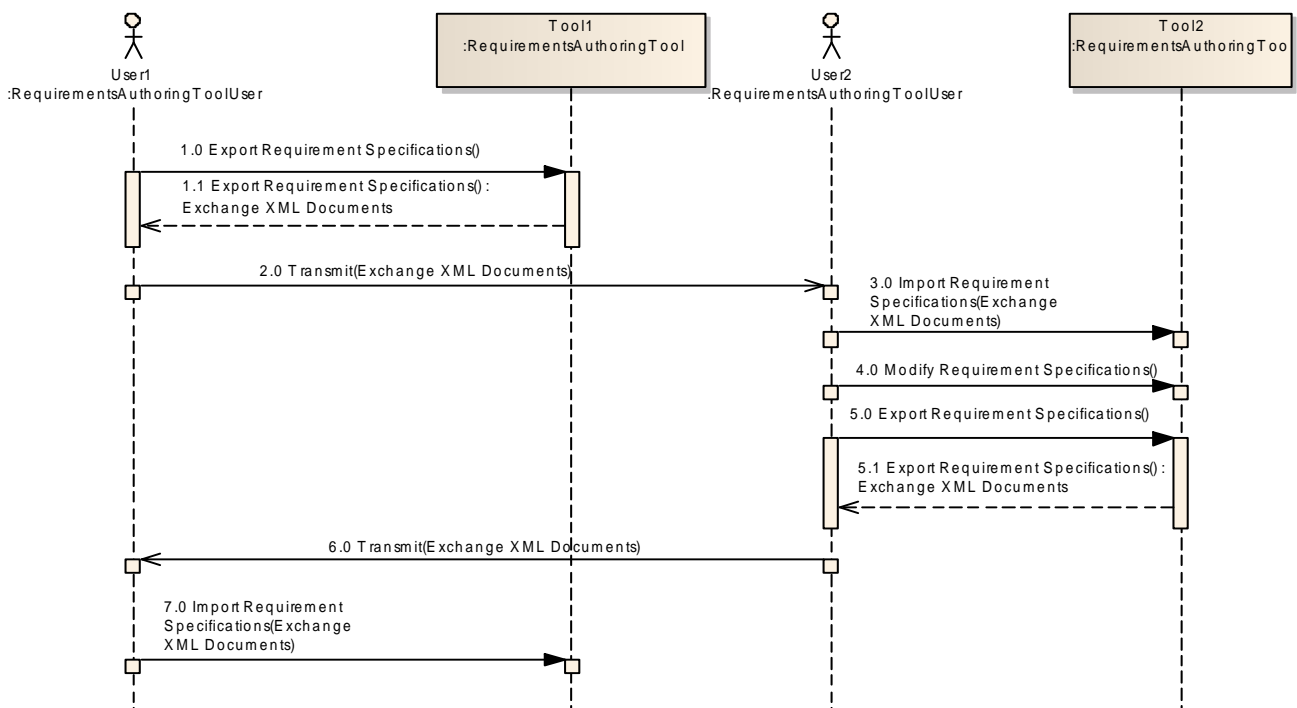 User1
:RequirementsAuthoringToolUser
Tool1
:RequirementsAuthoringTool
User2
:RequirementsAuthoringToolUser
Tool2
:RequirementsAuthoringToo
1.0 Export Requirement Specifications()
1.1 Export Requirement Specifications() :
Exchange XML Documents
2.0 Transmit(Exchange XML Documents)
3.0 Import Requirement
Specifications(Exchange
XML Documents)
4.0 Modify Requirement Specifications()
5.0 Export Requirement Specifications()
5.1 Export Requirement Specifications() :
Exchange XML Documents
6.0 Transmit(Exchange XML Documents)
7.0 Import Requirement
Specifications(Exchange
XML Documents)